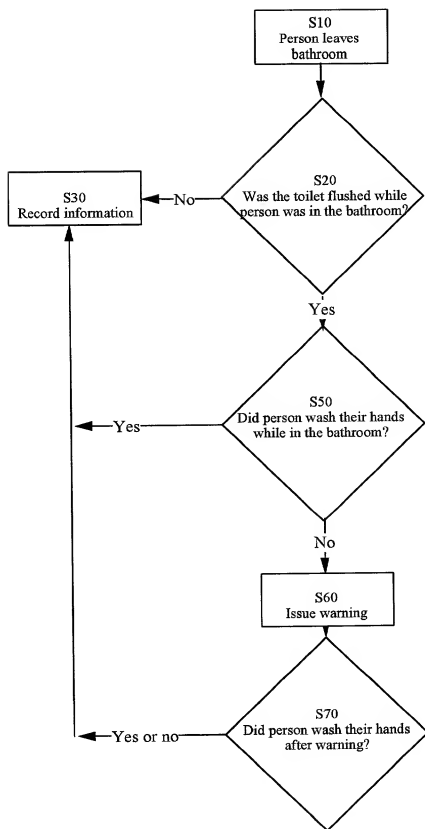 S10
Person leaves
bathroom
S20
Was the toilet flushed while
person was in the bathroom?
No
S30
Record information
Yes
S50
Did person wash their hands
while in the bathroom?
Yes
No
S60
Issue warning
S70
Did person wash their hands
after warning?
Yes or no